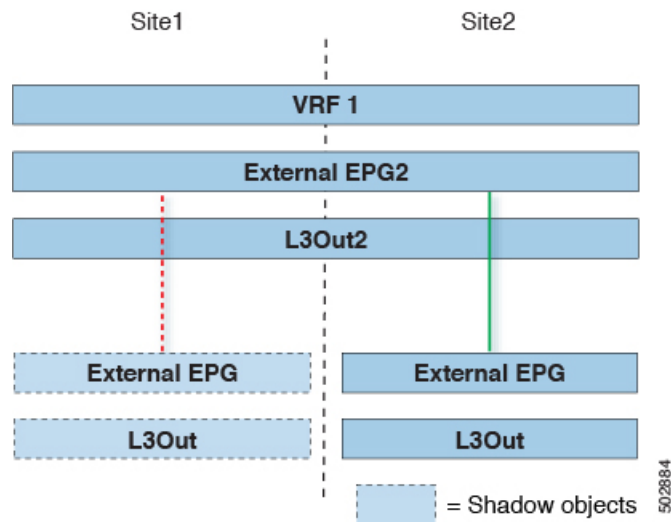 Site1
Site2
VRF 1
External EPG2
L3Out2
External EPG
External EPG
L3Out
L3Out
= Shadow objects
502884